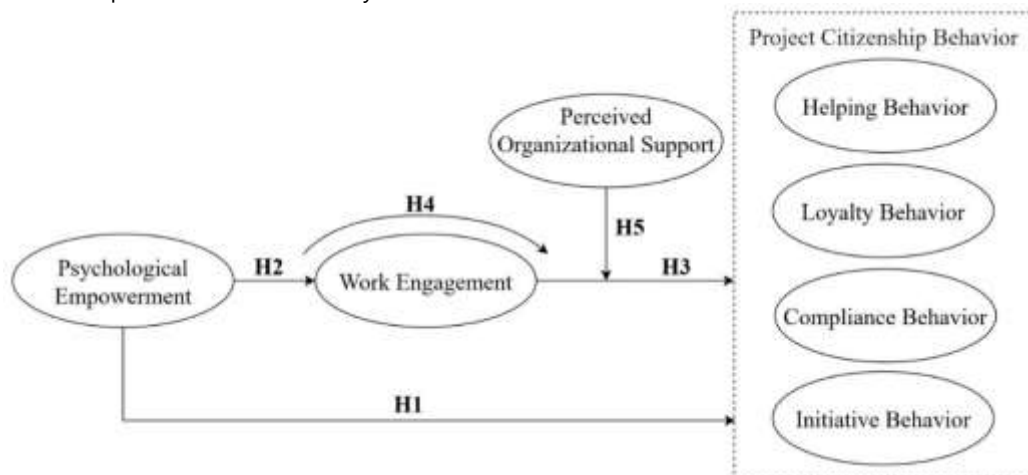 Project Citizenship Behavior
Helping Behavior
Perceived
Organizational Support
H4
Loyalty Behavior
H5
Psychological
Empowerment
H2
Work Engagement
H3
Compliance Behavior
H1
Initiative Behavior